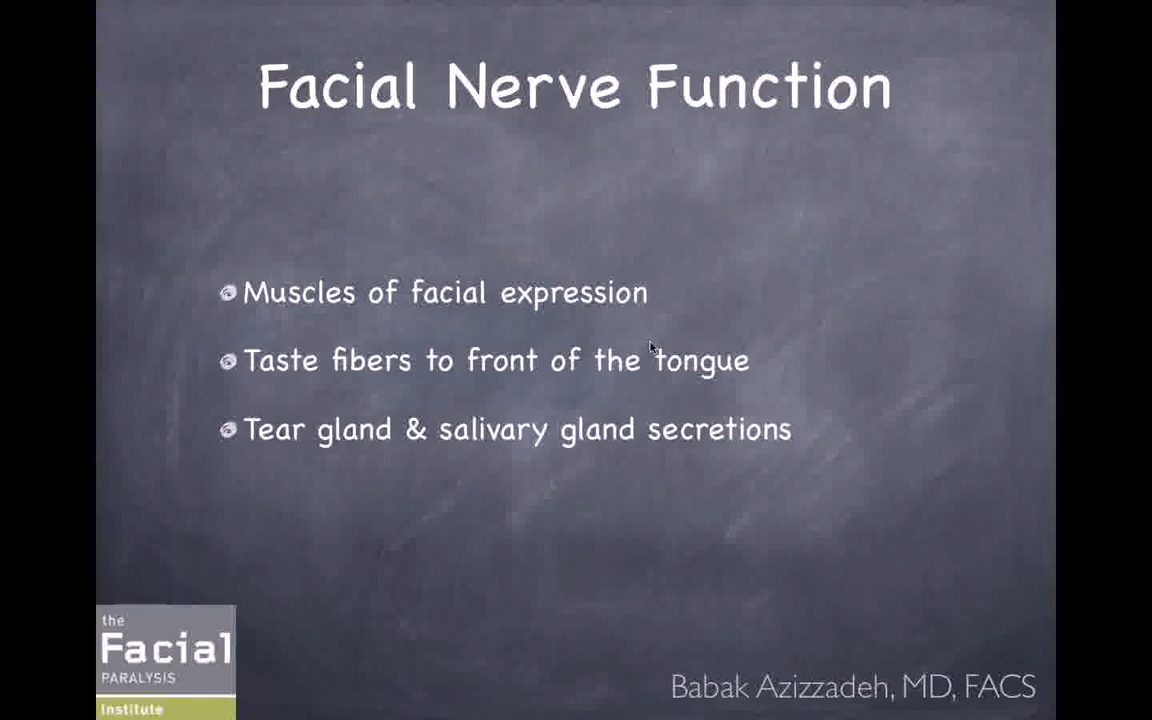 Facial Nerve Function
Muscles of facial expression
Taste fibers to front of the tongue
Tear gland & salivary gland secretions
the
Facial
PARALYSIS
Institute
Babak Azizzadeh, MD, FACS